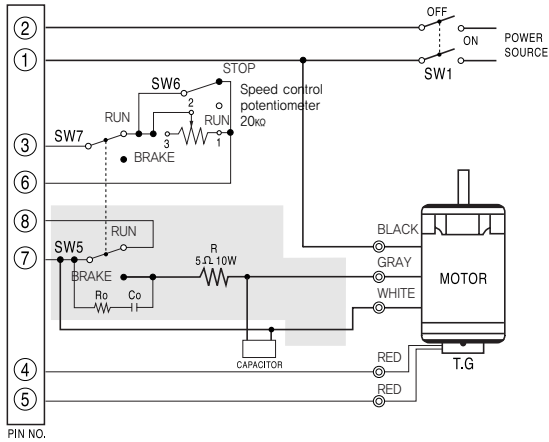 OFF
2
ON
POWER
SOURCE
1
SW1
STOP
SW6
Speed control
potentiometer
20KΩ
2
RUN
RUN
SW7
3
1
3
BRAKE
6
8
RUN
BLACK
SW5
R
5Ω 10W
7
GRAY
BRAKE
MOTOR
Ro
Co
WHITE
CAPACITOR
RED
T.G
4
RED
5
PIN NO.